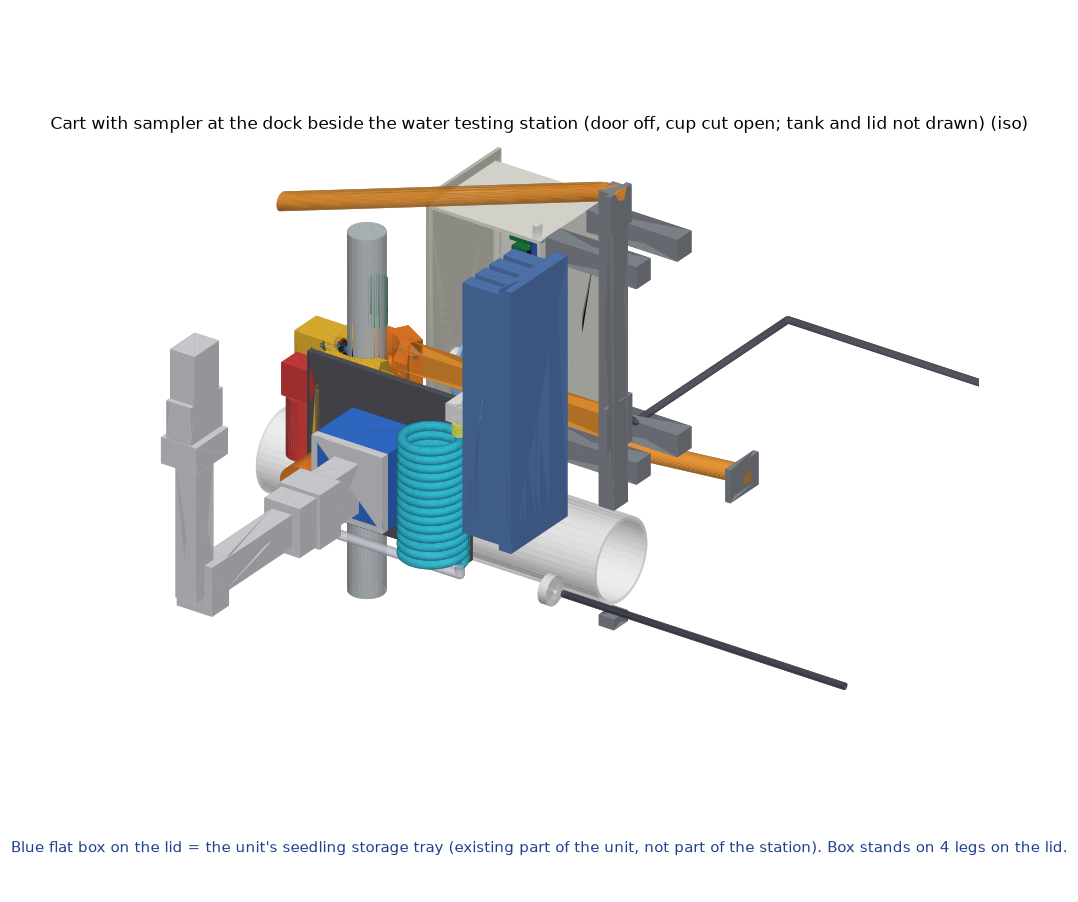 Cart with sampler at the dock beside the water testing station (door off, cup cut open; tank and lid not drawn) (iso)
Blue flat box on the lid = the unit's seedling storage tray (existing part of the unit, not part of the station). Box stands on 4 legs on the lid.